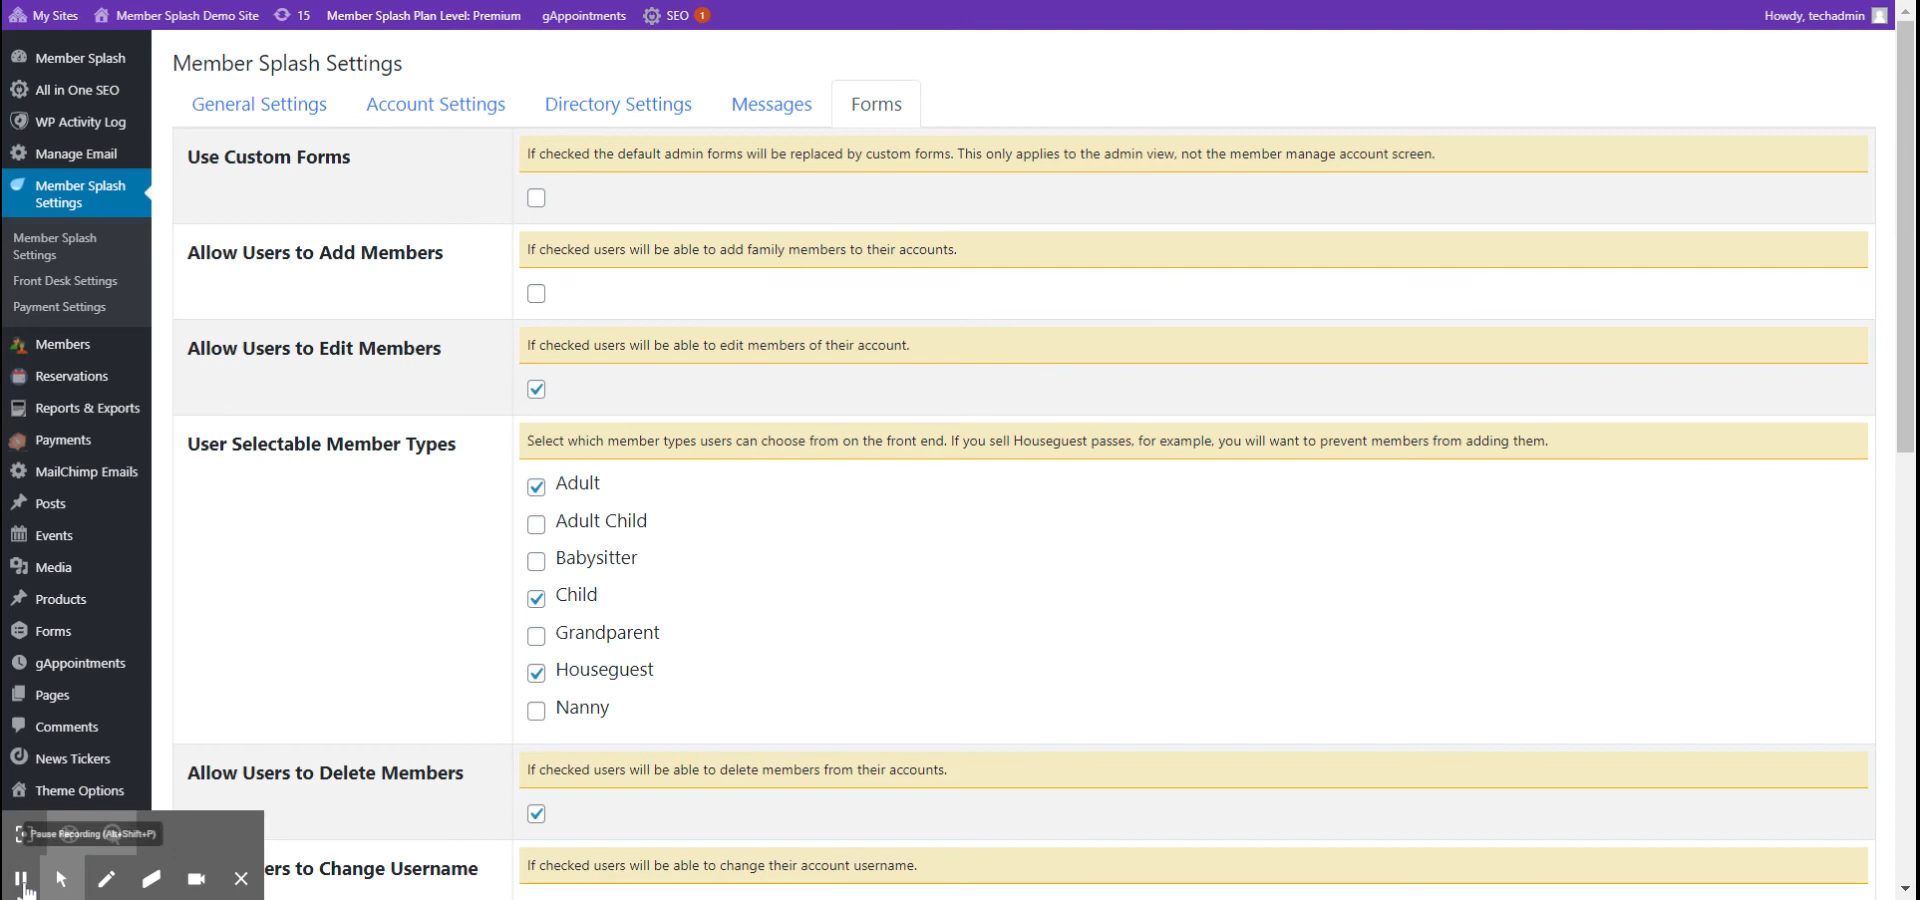 My Sites Member Splash Demo Site 15 Member Splash Plan Level: Premium gAppointments SEO 1 Howdy, techadmin
Member Splash
All in One SEO
WP Activity Log
Manage Email
Member Splash
Settings
Member Splash
Settings
Front Desk Settings
Payment Settings
Members
Reservations
Reports & Exports
Payments
MailChimp Emails
Posts
Events
Media
Products
Forms
gAppointments
Pages
Comments
News Tickers
Theme Options
Pause Recording (Alt+Shift+P)
Member Splash Settings
General Settings Account Settings Directory Settings Messages Forms
Use Custom Forms
If checked the default admin forms will be replaced by custom forms. This only applies to the admin view, not the member manage account screen.
Allow Users to Add Members
If checked users will be able to add family members to their accounts.
Allow Users to Edit Members
If checked users will be able to edit members of their account.
User Selectable Member Types
Select which member types users can choose from on the front end. If you sell Houseguest passes, for example, you will want to prevent members from adding them.
Adult
Adult Child
Babysitter
Child
Grandparent
Houseguest
Nanny
Allow Users to Delete Members
If checked users will be able to delete members from their accounts.
ers to Change Username
If checked users will be able to change their account username.